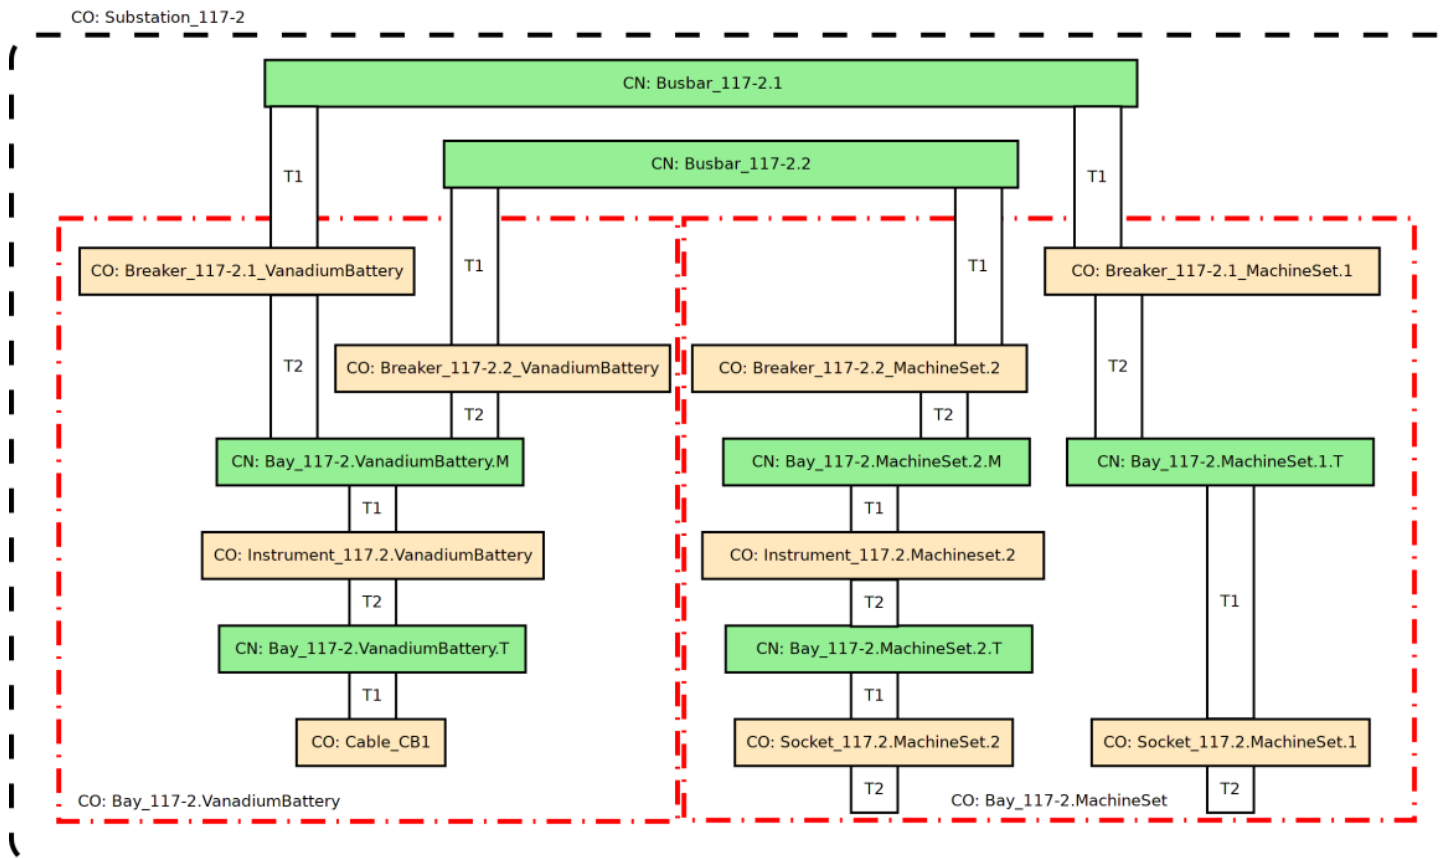 CO: Substation_117-2
CN: Busbar_117-2.1
CN: Busbar_117-2.2
T1
T1
T1
T1
CO: Breaker_117-2.1_VanadiumBattery
CO: Breaker_117-2.1_MachineSet.1
T2
T2
CO: Breaker_117-2.2_VanadiumBattery
CO: Breaker_117-2.2_MachineSet.2
T2
T2
CN: Bay_117-2.VanadiumBattery.M
CN: Bay_117-2.MachineSet.2.M
CN: Bay_117-2.MachineSet.1.T
T1
T1
CO: Instrument_117.2.VanadiumBattery
CO: Instrument_117.2.Machineset.2
T2
T2
T1
CN: Bay_117-2.VanadiumBattery.T
CN: Bay_117-2.MachineSet.2.T
T1
T1
CO: Cable_CB1
CO: Socket_117.2.MachineSet.2
CO: Socket_117.2.MachineSet.1
T2
T2
CO: Bay_117-2.VanadiumBattery
CO: Bay_117-2.MachineSet